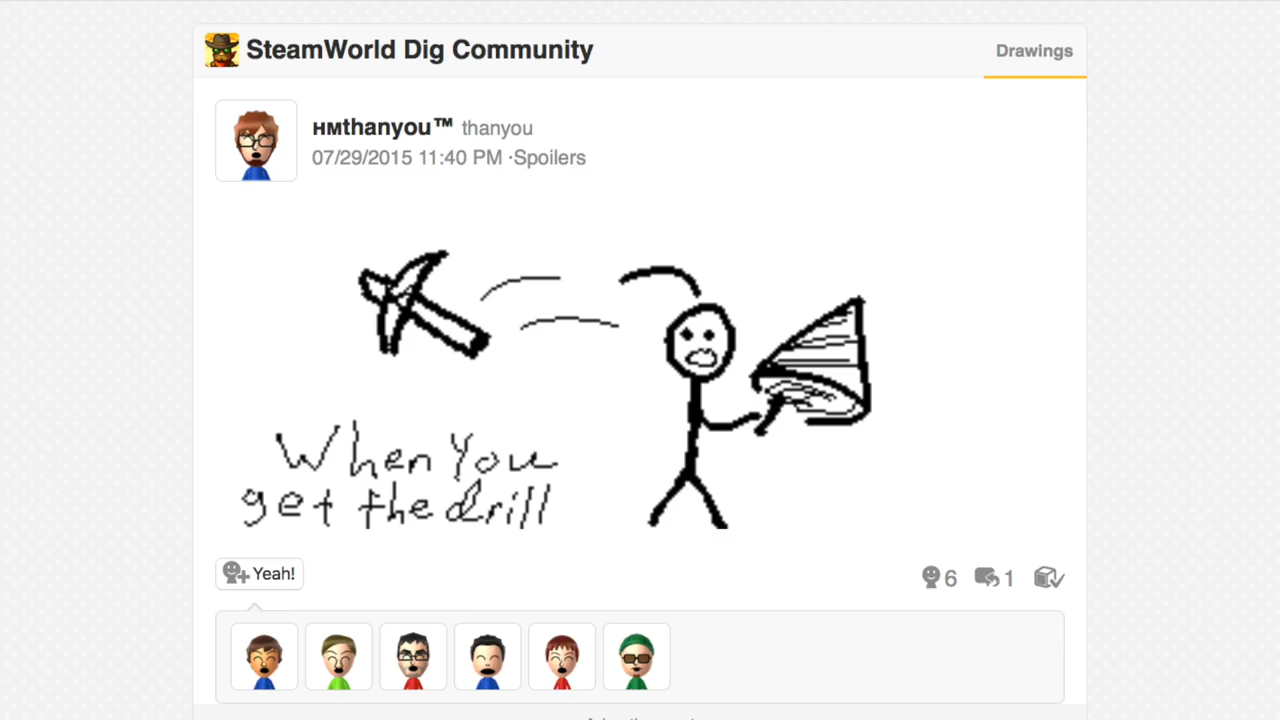 SteamWorld Dig Community
Drawings
ʜᴍthanyou™ thanyou
07/29/2015 11:40 PM ·Spoilers
When You
get the drill
Yeah!
6
1